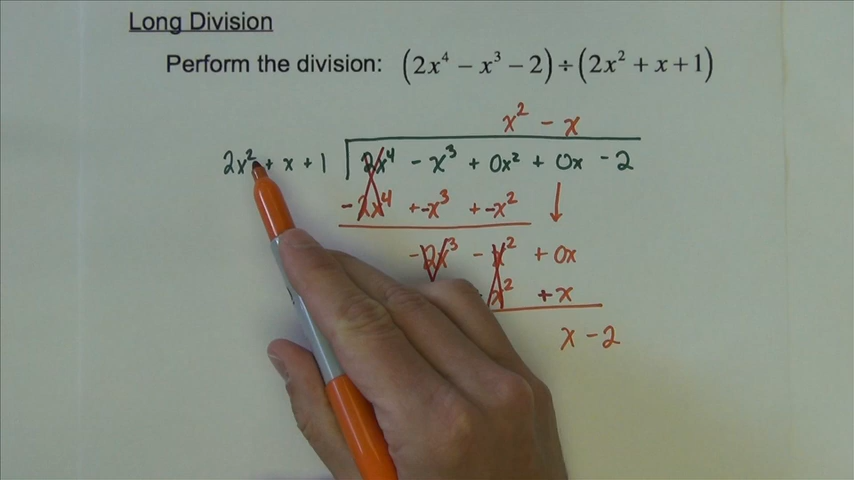 Long Division
Perform the division: (2x⁴ − x³ − 2) ÷ (2x² + x + 1)
x² - x
2x² + x + 1 2x⁴ - x³ + 0x² + 0x - 2
-2x⁴ +-x³ +-x²
-2x³ - x² + 0x
x² + x
x - 2